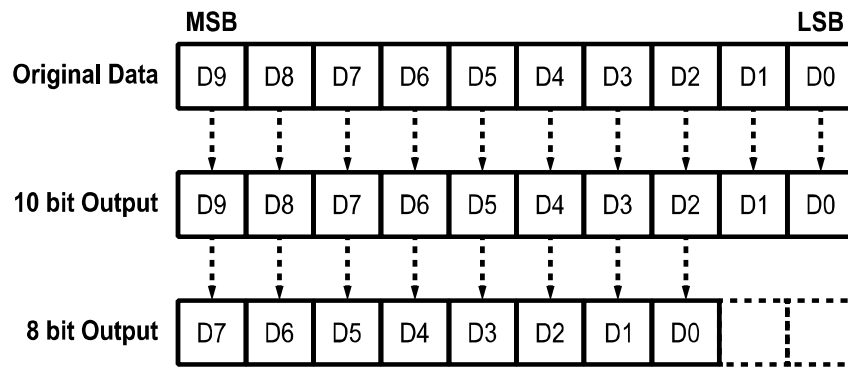 MSB LSB
Original Data D9 D8 D7 D6 D5 D4 D3 D2 D1 D0
10 bit Output D9 D8 D7 D6 D5 D4 D3 D2 D1 D0
8 bit Output D7 D6 D5 D4 D3 D2 D1 D0